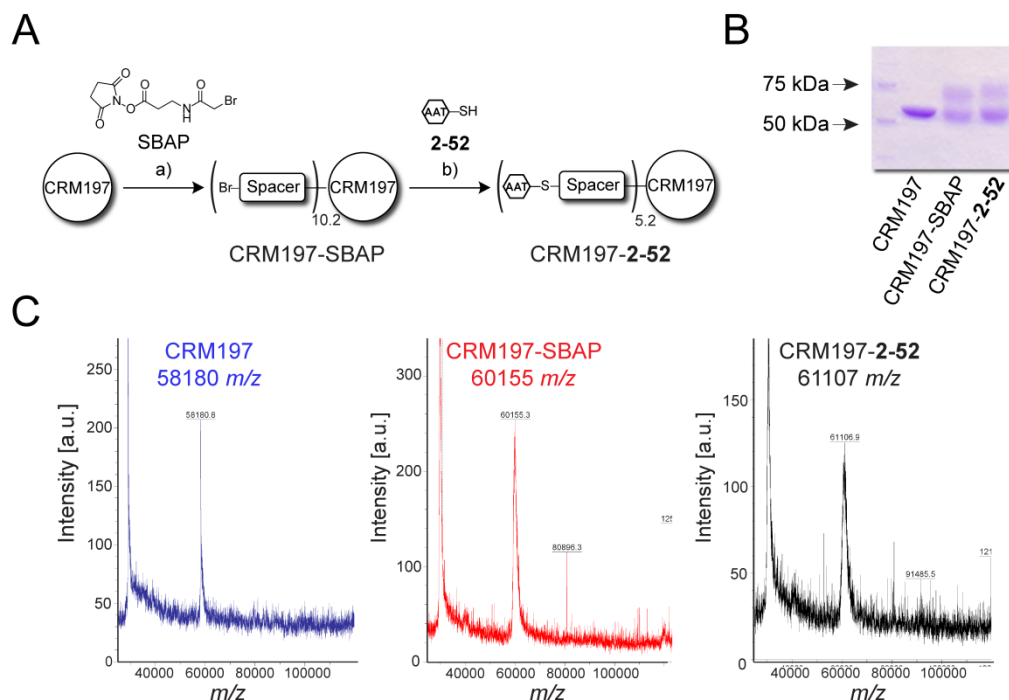 A
O
N
O
O
O
O
N
H
Br
SBAP
a)
AAT
SH
2-52
b)
CRM197
Br
Spacer
CRM197
10.2
AAT
S
Spacer
CRM197
5.2
CRM197-SBAP
CRM197-2-52
B
75 kDa
50 kDa
CRM197
CRM197-SBAP
CRM197-2-52
C
CRM197
58180 m/z
58180.8
Intensity [a.u.]
250
200
150
100
50
0
40000 60000 80000 100000
m/z
CRM197-SBAP
60155 m/z
60155.3
80896.3
125
Intensity [a.u.]
300
200
100
0
40000 60000 80000 100000
m/z
CRM197-2-52
61107 m/z
61106.9
91485.5
121
Intensity [a.u.]
150
100
50
0
40000 60000 80000 100000
m/z